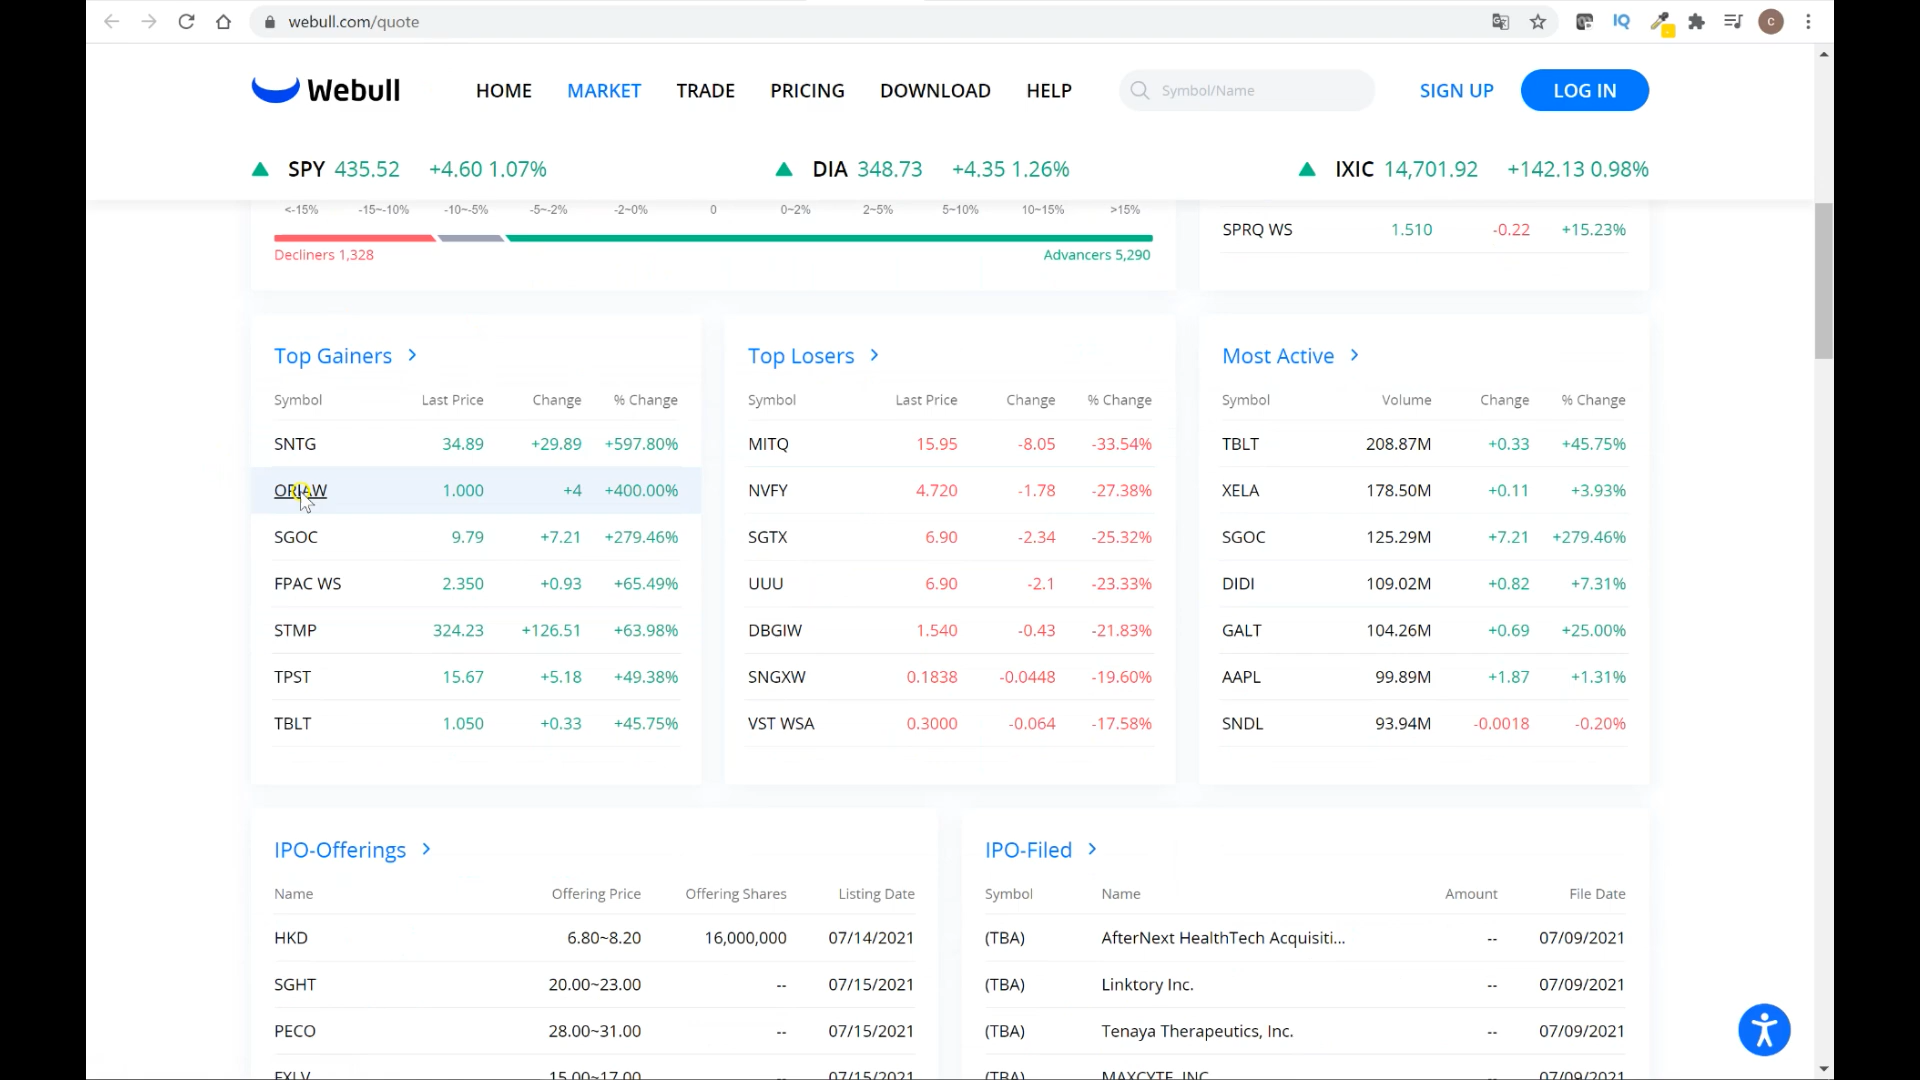 webull.com/quote
IQ
C
Webull HOME MARKET TRADE PRICING DOWNLOAD HELP Symbol/Name SIGN UP LOG IN
SPY 435.52 +4.60 1.07% DIA 348.73 +4.35 1.26% IXIC 14,701.92 +142.13 0.98%
<-15% -15~-10% -10~-5% -5~-2% -2~0% 0 0~2% 2~5% 5~10% 10~15% >15%
Decliners 1,328 Advancers 5,290
SPRQ WS 1.510 -0.22 +15.23%
Top Gainers >
Symbol Last Price Change % Change
SNTG 34.89 +29.89 +597.80%
1.000 +4 +400.00%
SGOC 9.79 +7.21 +279.46%
FPAC WS 2.350 +0.93 +65.49%
STMP 324.23 +126.51 +63.98%
TPST 15.67 +5.18 +49.38%
TBLT 1.050 +0.33 +45.75%
Top Losers >
Symbol Last Price Change % Change
MITQ 15.95 -8.05 -33.54%
NVFY 4.720 -1.78 -27.38%
SGTX 6.90 -2.34 -25.32%
UUU 6.90 -2.1 -23.33%
DBGIW 1.540 -0.43 -21.83%
SNGXW 0.1838 -0.0448 -19.60%
VST WSA 0.3000 -0.064 -17.58%
Most Active >
Symbol Volume Change % Change
TBLT 208.87M +0.33 +45.75%
XELA 178.50M +0.11 +3.93%
SGOC 125.29M +7.21 +279.46%
DIDI 109.02M +0.82 +7.31%
GALT 104.26M +0.69 +25.00%
AAPL 99.89M +1.87 +1.31%
SNDL 93.94M -0.0018 -0.20%
IPO-Offerings >
Name Offering Price Offering Shares Listing Date
HKD 6.80~8.20 16,000,000 07/14/2021
SGHT 20.00~23.00 -- 07/15/2021
PECO 28.00~31.00 -- 07/15/2021
15.00~17.00 -- 07/15/2021
IPO-Filed >
Symbol Name Amount File Date
(TBA) AfterNext HealthTech Acquisiti... -- 07/09/2021
(TBA) Linktory Inc. -- 07/09/2021
(TBA) Tenaya Therapeutics, Inc. -- 07/09/2021
(TBA) MAXCYTE, INC. -- 07/09/2021